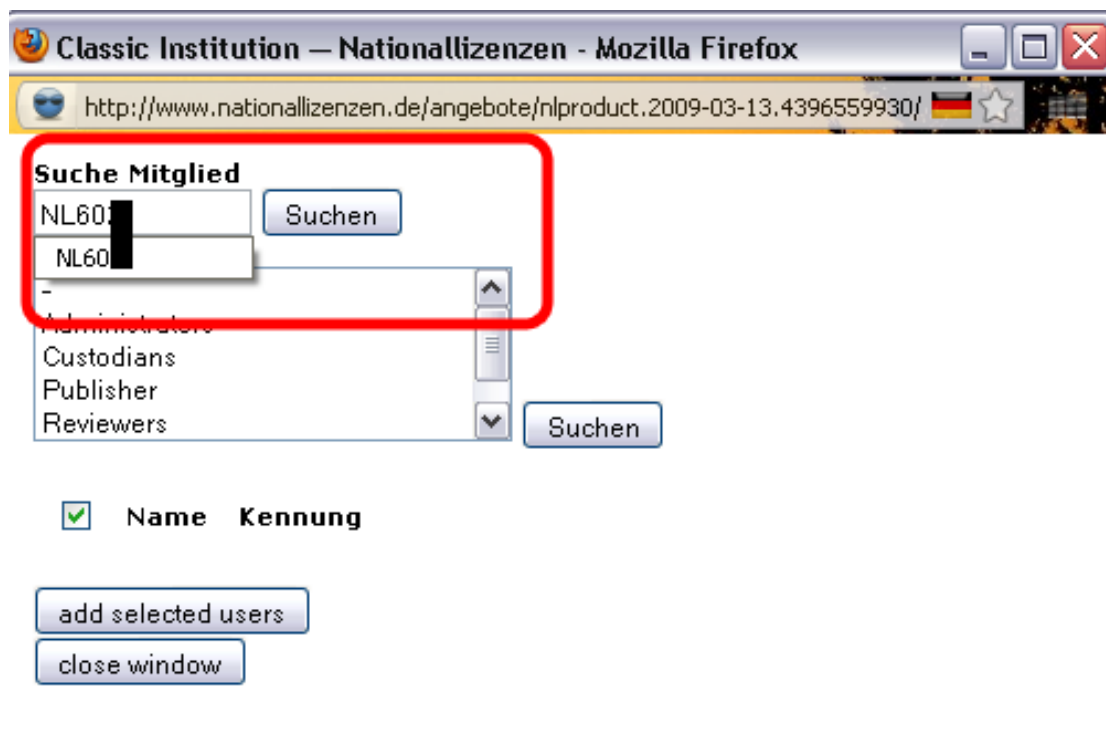 Classic Institution — Nationallizenzen - Mozilla Firefox
http://www.nationallizenzen.de/angebote/nlproduct.2009-03-13.4396559930/
Suche Mitglied
NL60
Suchen
NL60
-
Administrators
Custodians
Publisher
Reviewers
Suchen
Name Kennung
add selected users
close window